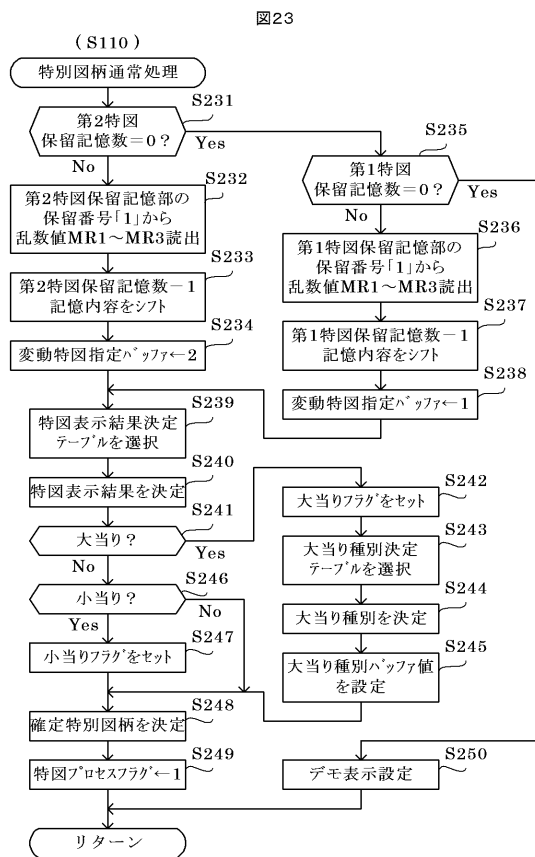 図23
(S110)
特別図柄通常処理
S231
第2特図
保留記憶数=0?
Yes
No
S235
第1特図
保留記憶数=0?
Yes
No
S232
第2特図保留記憶部の
保留番号「1」から
乱数値MR1～MR3読出
S236
第1特図保留記憶部の
保留番号「1」から
乱数値MR1～MR3読出
S233
第2特図保留記憶数－1
記憶内容をシフト
S237
第1特図保留記憶数－1
記憶内容をシフト
S234
変動特図指定バッファ←2
S238
変動特図指定バッファ←1
S239
特図表示結果決定
テーブルを選択
S240
特図表示結果を決定
S241
大当り?
Yes
No
S242
大当りフラグをセット
S243
大当り種別決定
テーブルを選択
S244
大当り種別を決定
S245
大当り種別バッファ値
を設定
S246
小当り?
No
Yes
S247
小当りフラグをセット
S248
確定特別図柄を決定
S249
特図プロセスフラグ←1
S250
デモ表示設定
リターン